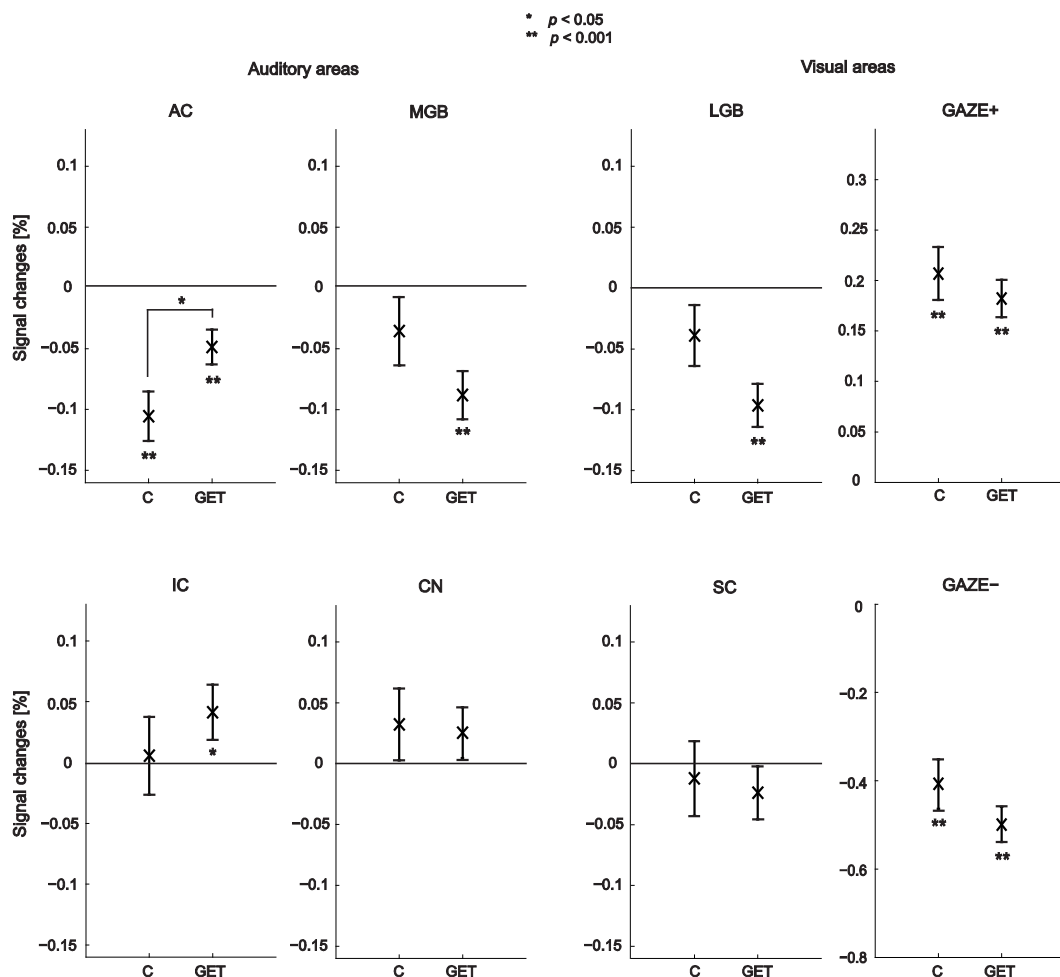 * p < 0.05
** p < 0.001
Auditory areas
Visual areas
AC
Signal changes [%]
0.1
0.05
0
−0.05
−0.1
−0.15
*
**
**
C GET
MGB
0.1
0.05
0
−0.05
−0.1
−0.15
**
C GET
LGB
0.1
0.05
0
−0.05
−0.1
−0.15
**
C GET
GAZE+
0.3
0.2
0.15
0.1
0.05
0
**
**
C GET
IC
Signal changes [%]
0.1
0.05
0
−0.05
−0.1
−0.15
*
C GET
CN
0.1
0.05
0
−0.05
−0.1
−0.15
C GET
SC
0.1
0.05
0
−0.05
−0.1
−0.15
C GET
GAZE−
0
−0.2
−0.4
−0.6
−0.8
**
**
C GET